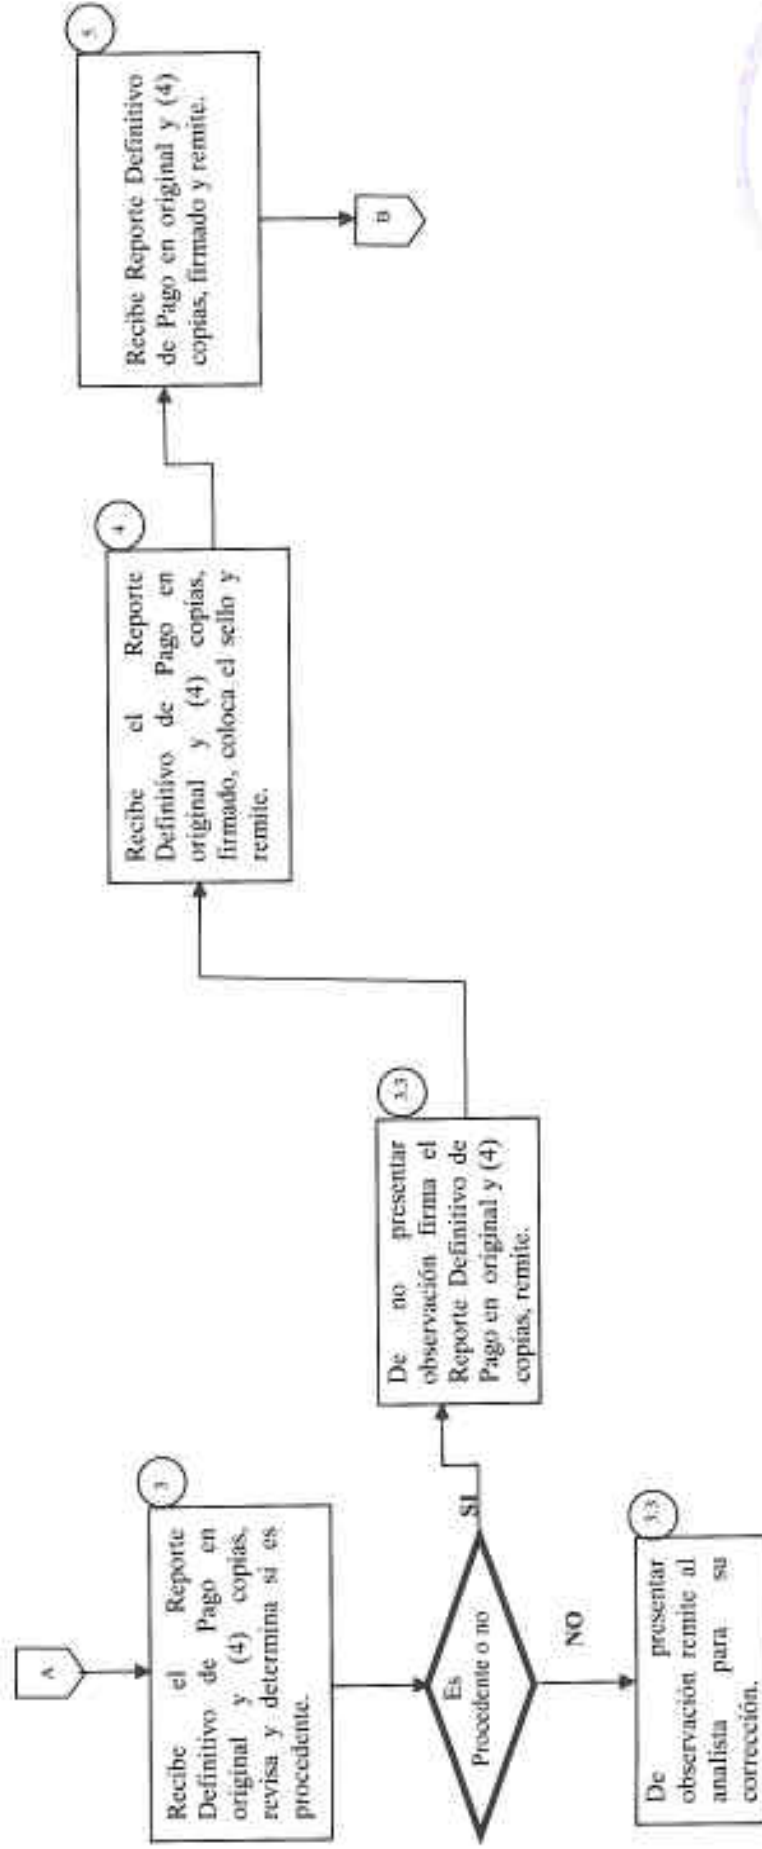 A
3
Recibe el Reporte
Definitivo de Pago en
original y (4) copias,
revisa y determina si es
procedente.
Es
Procedente o no
SI
NO
3.3
De presentar
observación remite al
analista para su
corrección.
3.3
De no presentar
observación firma el
Reporte Definitivo de
Pago en original y (4)
copias, remite.
4
Recibe el Reporte
Definitivo de Pago en
original y (4) copias,
firmado, coloca el sello y
remite.
5
Recibe Reporte Definitivo
de Pago en original y (4)
copias, firmado y remite.
B